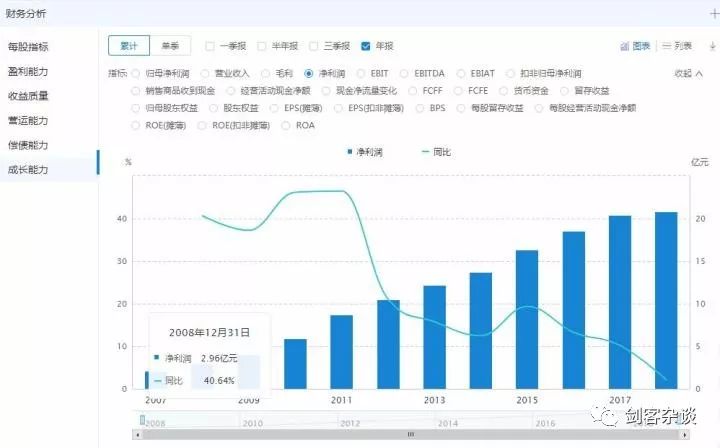 财务分析
每股指标
盈利能力
收益质量
营运能力
偿债能力
成长能力
累计 单季 一季报 半年报 三季报 年报 图表 列表
指标: 归母净利润 营业收入 毛利 净利润 EBIT EBITDA EBIAT 扣非归母净利润 收起
销售商品收到现金 经营活动现金净额 现金净流量变化 FCFF FCFE 货币资金 留存收益
归母股东权益 股东权益 EPS(摊薄) EPS(扣非摊薄) BPS 每股留存收益 每股经营活动现金净额
ROE(摊薄) ROE(扣非摊薄) ROA
净利润 同比
% 亿元
40 20
30 15
20 10
10 5
0 0
2008年12月31日
净利润 2.96亿元
同比 40.64%
2007 2009 2011 2013 2015 2017
2008 2010 2012 2014 2016 2018
剑客杂谈